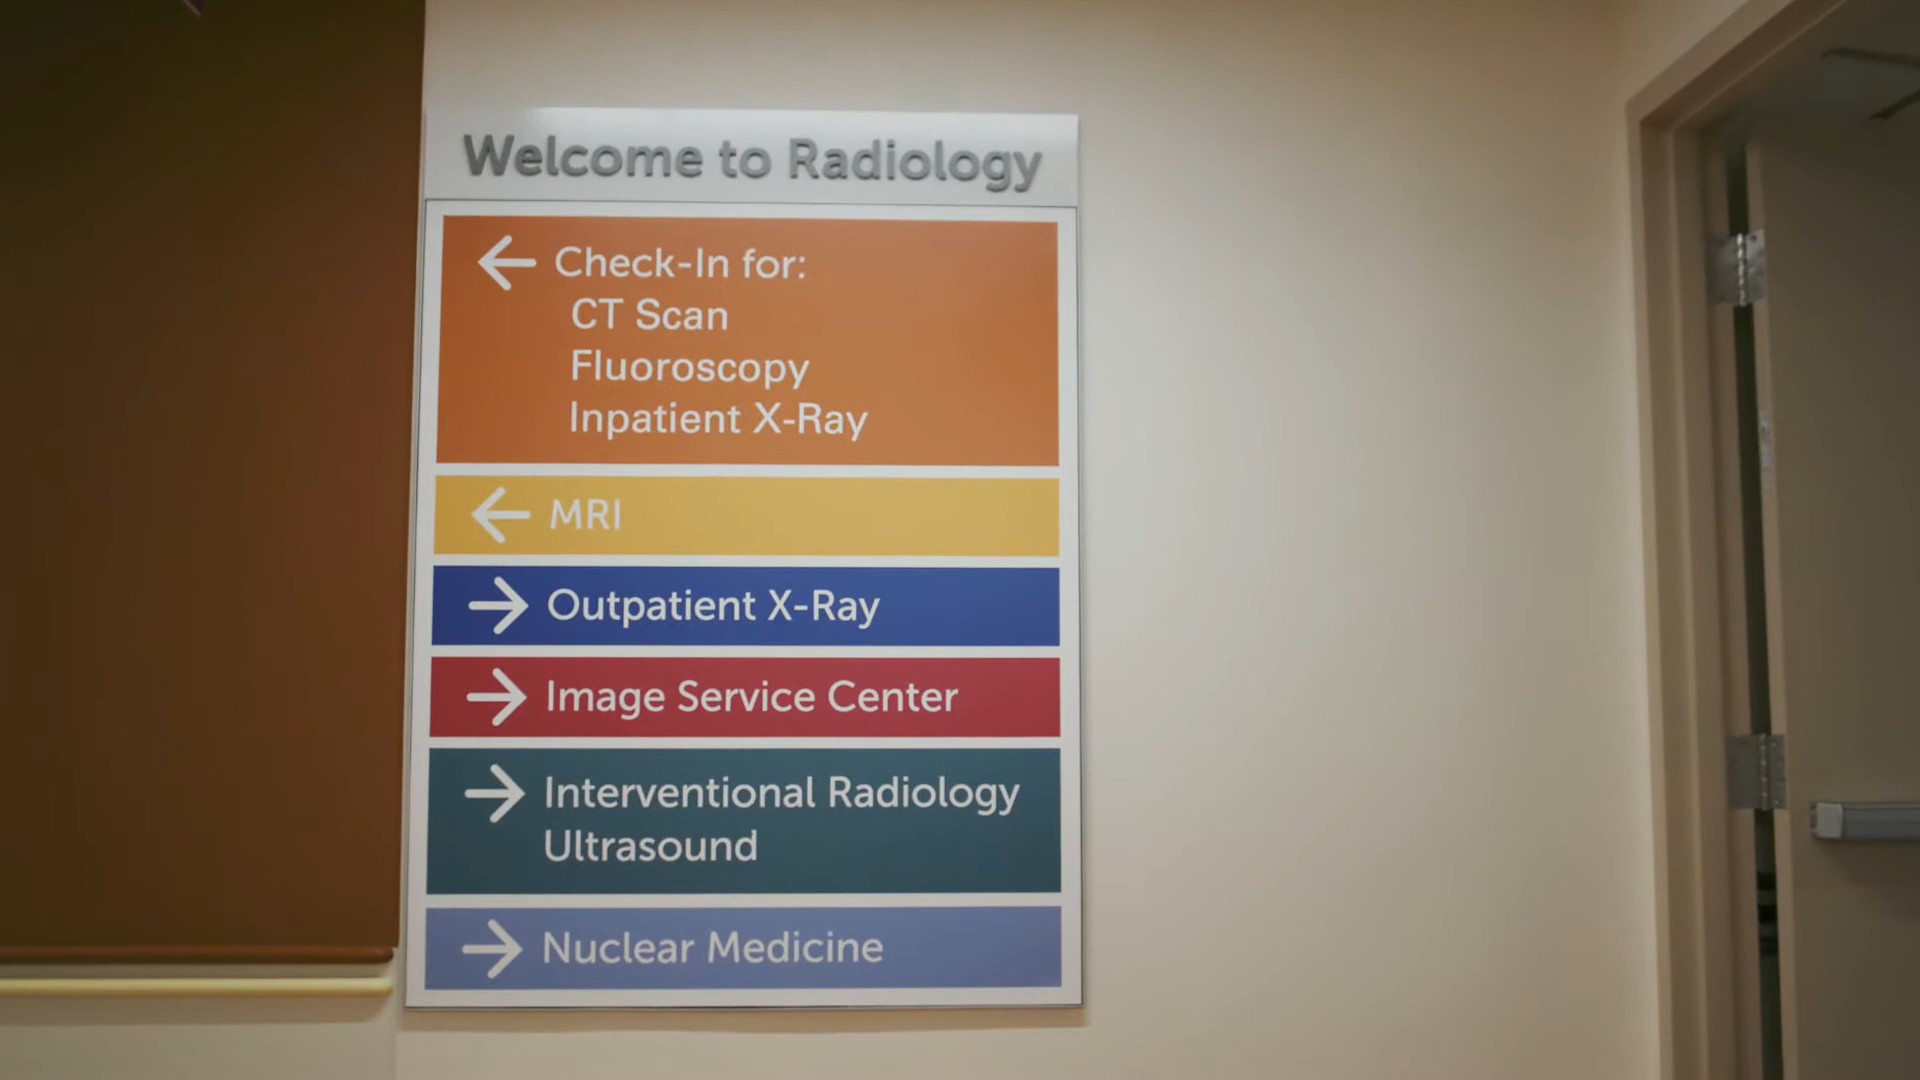 Welcome to Radiology
← Check-In for:
CT Scan
Fluoroscopy
Inpatient X-Ray
← MRI
→ Outpatient X-Ray
→ Image Service Center
→ Interventional Radiology
Ultrasound
→ Nuclear Medicine